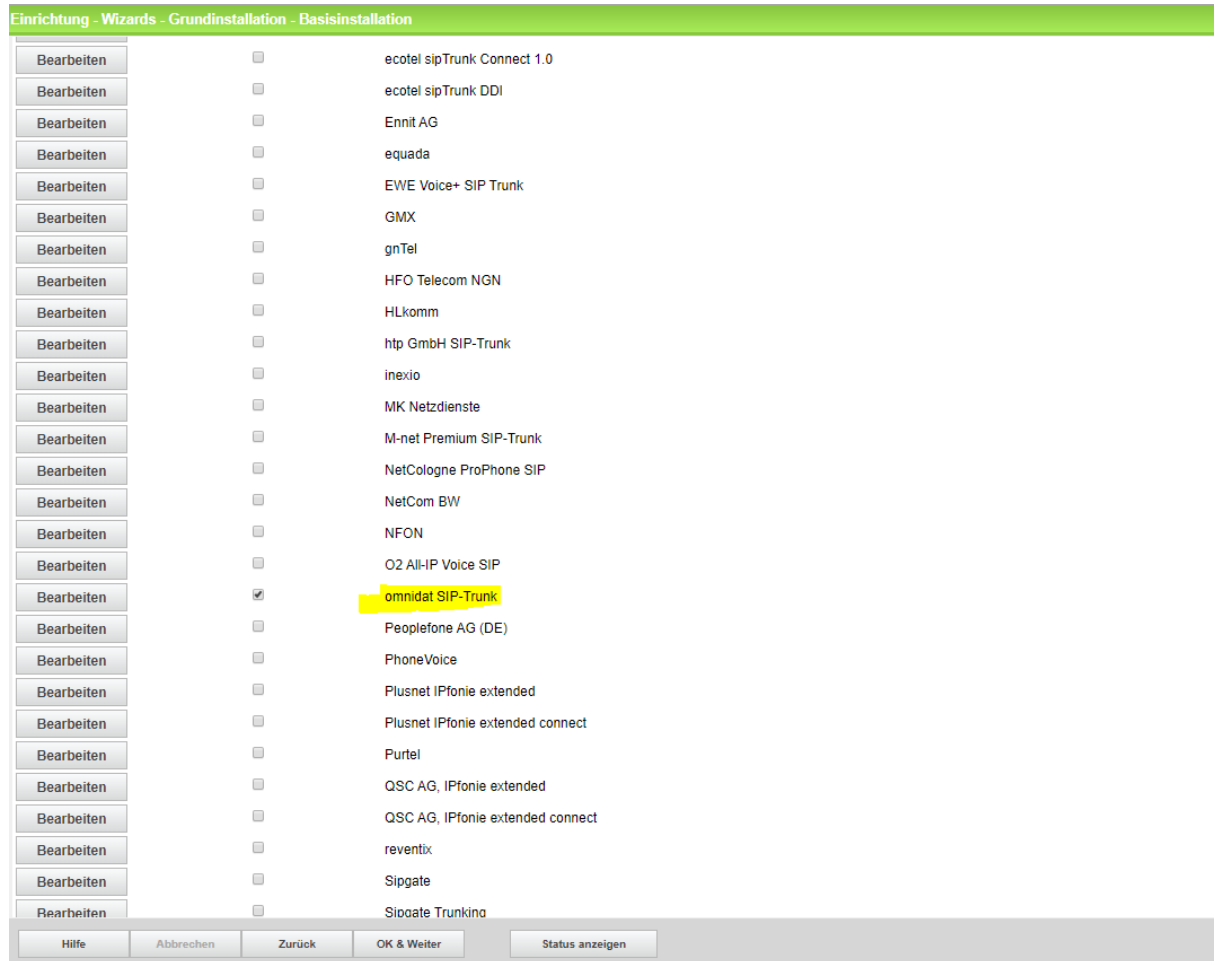 Einrichtung - Wizards - Grundinstallation - Basisinstallation
Bearbeiten ecotel sipTrunk Connect 1.0
Bearbeiten ecotel sipTrunk DDI
Bearbeiten Ennit AG
Bearbeiten equada
Bearbeiten EWE Voice+ SIP Trunk
Bearbeiten GMX
Bearbeiten gnTel
Bearbeiten HFO Telecom NGN
Bearbeiten HLkomm
Bearbeiten htp GmbH SIP-Trunk
Bearbeiten inexio
Bearbeiten MK Netzdienste
Bearbeiten M-net Premium SIP-Trunk
Bearbeiten NetCologne ProPhone SIP
Bearbeiten NetCom BW
Bearbeiten NFON
Bearbeiten O2 All-IP Voice SIP
Bearbeiten omnidat SIP-Trunk
Bearbeiten Peoplefone AG (DE)
Bearbeiten PhoneVoice
Bearbeiten Plusnet IPfonie extended
Bearbeiten Plusnet IPfonie extended connect
Bearbeiten Purtel
Bearbeiten QSC AG, IPfonie extended
Bearbeiten QSC AG, IPfonie extended connect
Bearbeiten reventix
Bearbeiten Sipgate
Bearbeiten Sipgate Trunking
Hilfe Abbrechen Zurück OK & Weiter Status anzeigen